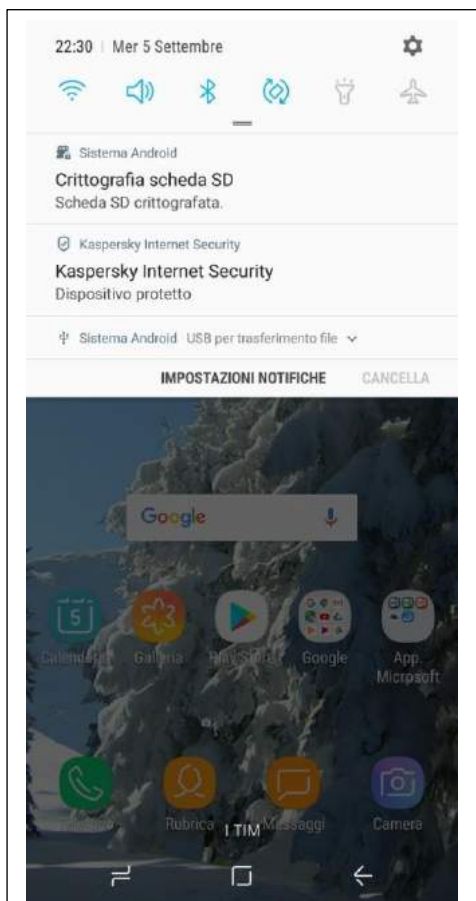 22:30 | Mer 5 Settembre
Sistema Android
Crittografia scheda SD
Scheda SD crittografata.
Kaspersky Internet Security
Kaspersky Internet Security
Dispositivo protetto
Sistema Android USB per trasferimento file
IMPOSTAZIONI NOTIFICHE CANCELLA
Google
5
Calendario Galleria Play Store Google App. Microsoft
Rubrica Messaggi Camera
I TIM